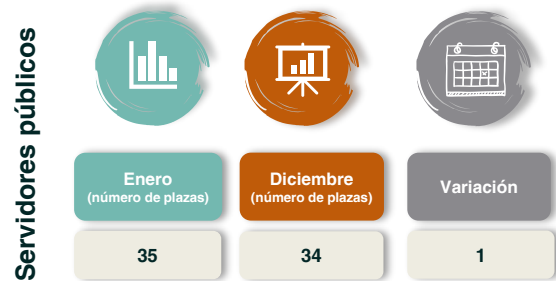 Servidores públicos
Enero
(número de plazas)
Diciembre
(número de plazas)
Variación
35
34
1